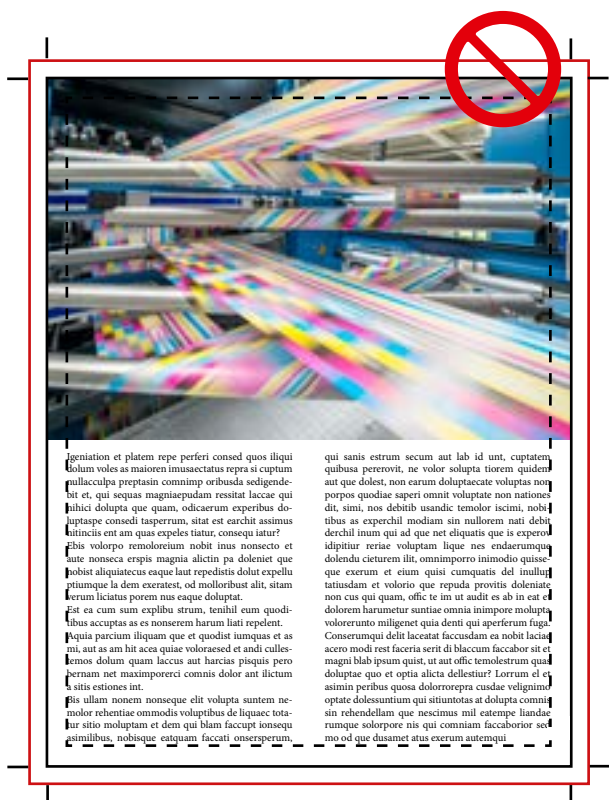 Igeniation et platem repe perferi consed quos iliqui
dolum voles as maioren imusaectatus repra si cuptum
nullacculpa preptasin comnimp oribusda sedigende-
bit et, qui sequas magniaepudam ressitat laccae qui
nihici dolupta que quam, odicaerum experibus do-
luptaspe consedi tasperrum, sitat est earchit assimus
nitinciis ent am quas expeles tiatur, consequ iatur?
Ebis volorpo remoloreium nobit inus nonsecto et
aute nonseca erspis magnia alictin pa doleniet que
nobist aliquiatecus eaque laut repedistis dolut expellu
ptiumque la dem exeratest, od molloribust alit, sitam
verum liciatus porem nus eaque doluptat.
Est ea cum sum explibu strum, tenihil eum quodi-
tibus accuptas as es nonserem harum liati repelent.
Aquia parcium iliquam que et quodist iumquas et as
mi, aut as am hit acea quiae voloraesed et andi culles-
temos dolum quam laccus aut harcias pisquis pero
bernam net maximporerci comnis dolor ant ilictum
a sitis estiones int.
Bis ullam nonem nonseque elit volupta suntem ne-
molor rehentiae ommodis voluptibus de liquaec tota-
tur sitio moluptam et dem qui blam faccupt ionsequ
asimilibus, nobisque eatquam faccati onsersperum,
qui sanis estrum secum aut lab id unt, cuptatem
quibusa pererovit, ne volor solupta tiorem quidem
aut que dolest, non earum doluptaecate voluptas non
porpos quodiae saperi omnit voluptate non nationes
dit, simi, nos debitib usandic temolor iscimi, nobi-
tibus as experchil modiam sin nullorem nati debit
derchil inum qui ad que net eliquatis que is experov
idipitiur reriae voluptam lique nes endaerumque
dolendu cieturem ilit, omnimporro inimodio quisse-
que exerum et eium quisi cumquatis del inullup
tatiusdam et volorio que repuda provitis doleniate
non cus qui quam, offic te im ut audit es ab in eat et
dolorem harumetur suntiae omnia inimpore molupta
volorerunto milignet quia denti qui aperferum fuga.
Conserumqui delit laceatat faccusdam ea nobit laciae
acero modi rest faceria serit di blaccum faccabor sit et
magni blab ipsum quist, ut aut offic temolestrum quas
doluptae quo et optia alicta dellestiur? Lorrum el et
asimin peribus quosa dolorrorepra cusdae velignimo
optate dolessuntium qui sitiuntotas at dolupta comnis
sin rehendellam que nescimus mil eatempe liandae
rumque solorpore nis qui comniam faccaborior sed
mo od que dusamet atus exerum autemqui